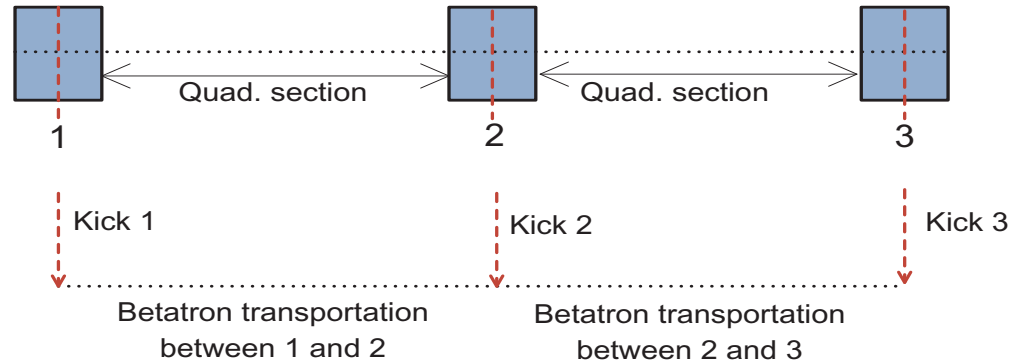 Quad. section
Quad. section
1
2
3
Kick 1
Kick 2
Kick 3
Betatron transportation
between 1 and 2
Betatron transportation
between 2 and 3